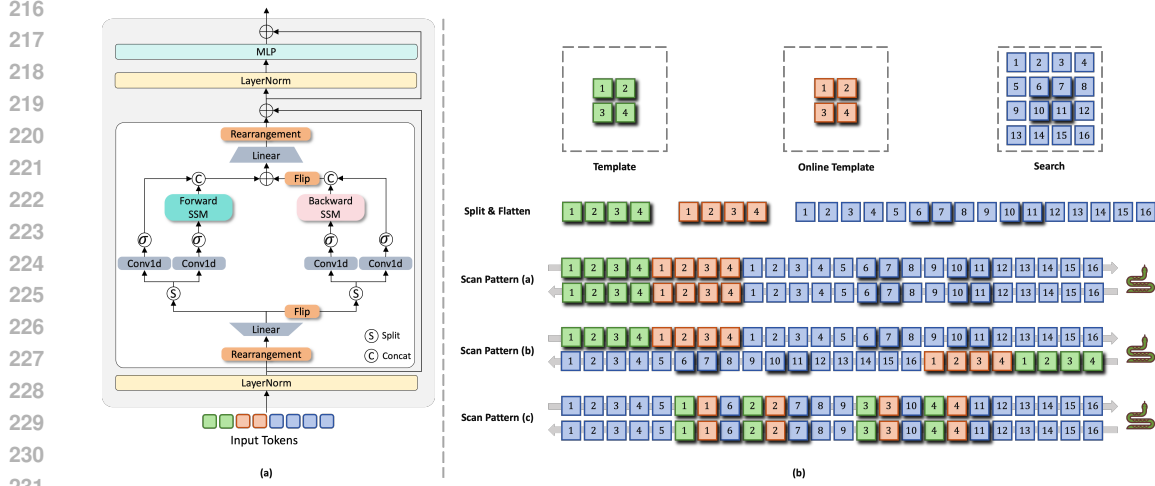 216
217
218
219
220
221
222
223
224
225
226
227
228
229
230
231
MLP
LayerNorm
Rearrangement
Linear
C
Flip
C
Forward
SSM
Backward
SSM
σ
σ
σ
σ
Conv1d
Conv1d
Conv1d
Conv1d
S
S
Flip
Linear
Rearrangement
S Split
C Concat
LayerNorm
Input Tokens
(a)
1 2
3 4
Template
1 2
3 4
Online Template
1 2 3 4
5 6 7 8
9 10 11 12
13 14 15 16
Search
Split & Flatten
1 2 3 4
1 2 3 4
1 2 3 4 5 6 7 8 9 10 11 12 13 14 15 16
Scan Pattern (a)
1 2 3 4 1 2 3 4 1 2 3 4 5 6 7 8 9 10 11 12 13 14 15 16
1 2 3 4 1 2 3 4 1 2 3 4 5 6 7 8 9 10 11 12 13 14 15 16
Scan Pattern (b)
1 2 3 4 1 2 3 4 1 2 3 4 5 6 7 8 9 10 11 12 13 14 15 16
1 2 3 4 5 6 7 8 9 10 11 12 13 14 15 16 1 2 3 4 1 2 3 4
Scan Pattern (c)
1 2 3 4 5 1 1 6 2 2 7 8 9 3 3 10 4 4 11 12 13 14 15 16
1 2 3 4 5 1 1 6 2 2 7 8 9 3 3 10 4 4 11 12 13 14 15 16
(b)